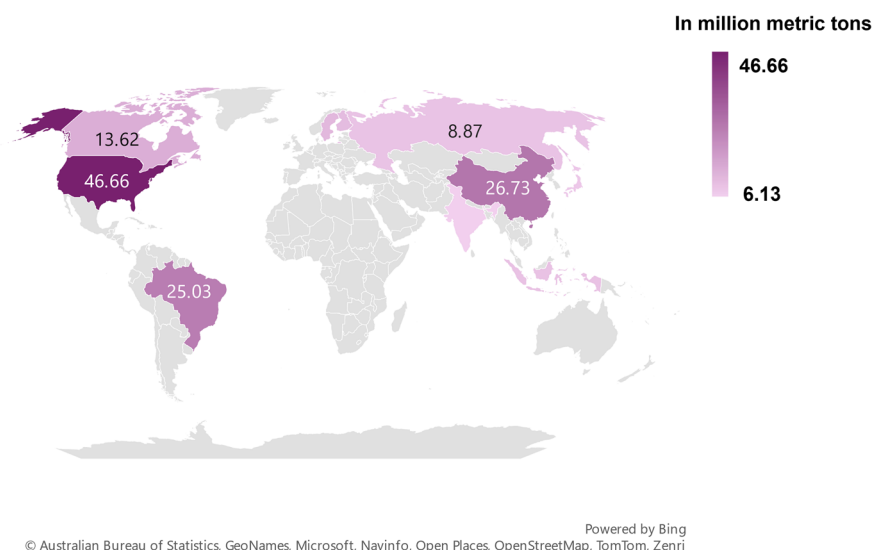 In million metric tons
46.66
6.13
13.62
8.87
46.66
26.73
25.03
Powered by Bing
© Australian Bureau of Statistics, GeoNames, Microsoft, Navinfo, Open Places, OpenStreetMap, TomTom, Zenri